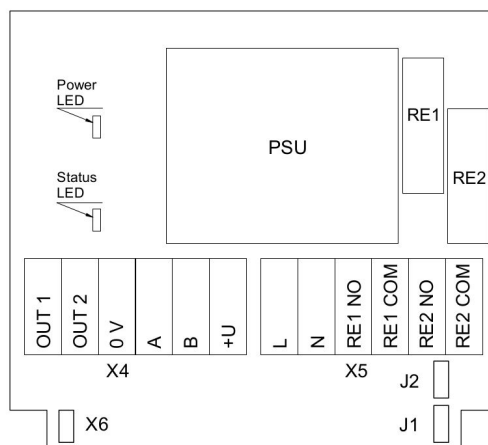 Power
LED
Status
LED
PSU
RE1
RE2
OUT 1
OUT 2
0 V
A
B
+U
L
N
RE1 NO
RE1 COM
RE2 NO
RE2 COM
X4
X5
J2
X6
J1